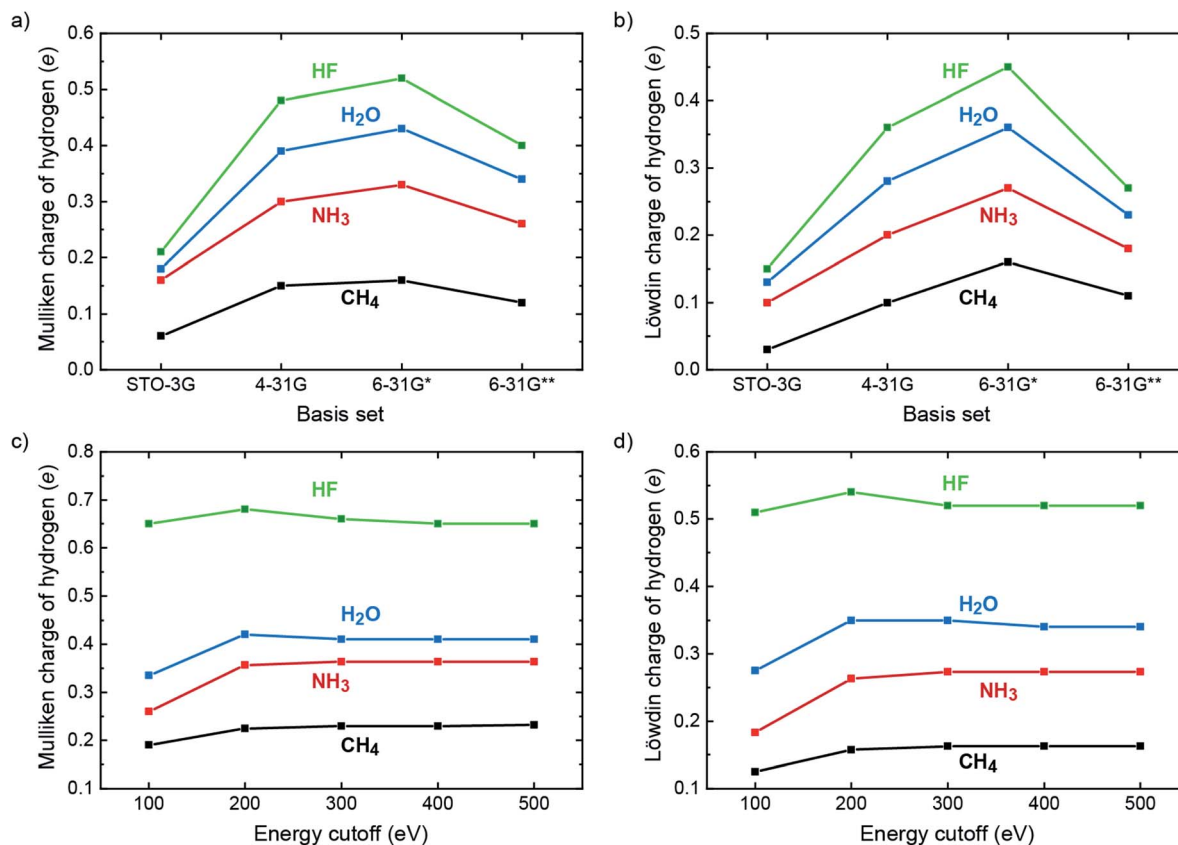 a)
Mulliken charge of hydrogen (e)
0.6
0.5
0.4
0.3
0.2
0.1
0.0
HF
H₂O
NH₃
CH₄
STO-3G 4-31G 6-31G* 6-31G**
Basis set
b)
Löwdin charge of hydrogen (e)
0.5
0.4
0.3
0.2
0.1
0.0
HF
H₂O
NH₃
CH₄
STO-3G 4-31G 6-31G* 6-31G**
Basis set
c)
Mulliken charge of hydrogen (e)
0.8
0.7
0.6
0.5
0.4
0.3
0.2
0.1
HF
H₂O
NH₃
CH₄
100 200 300 400 500
Energy cutoff (eV)
d)
Löwdin charge of hydrogen (e)
0.6
0.5
0.4
0.3
0.2
0.1
HF
H₂O
NH₃
CH₄
100 200 300 400 500
Energy cutoff (eV)